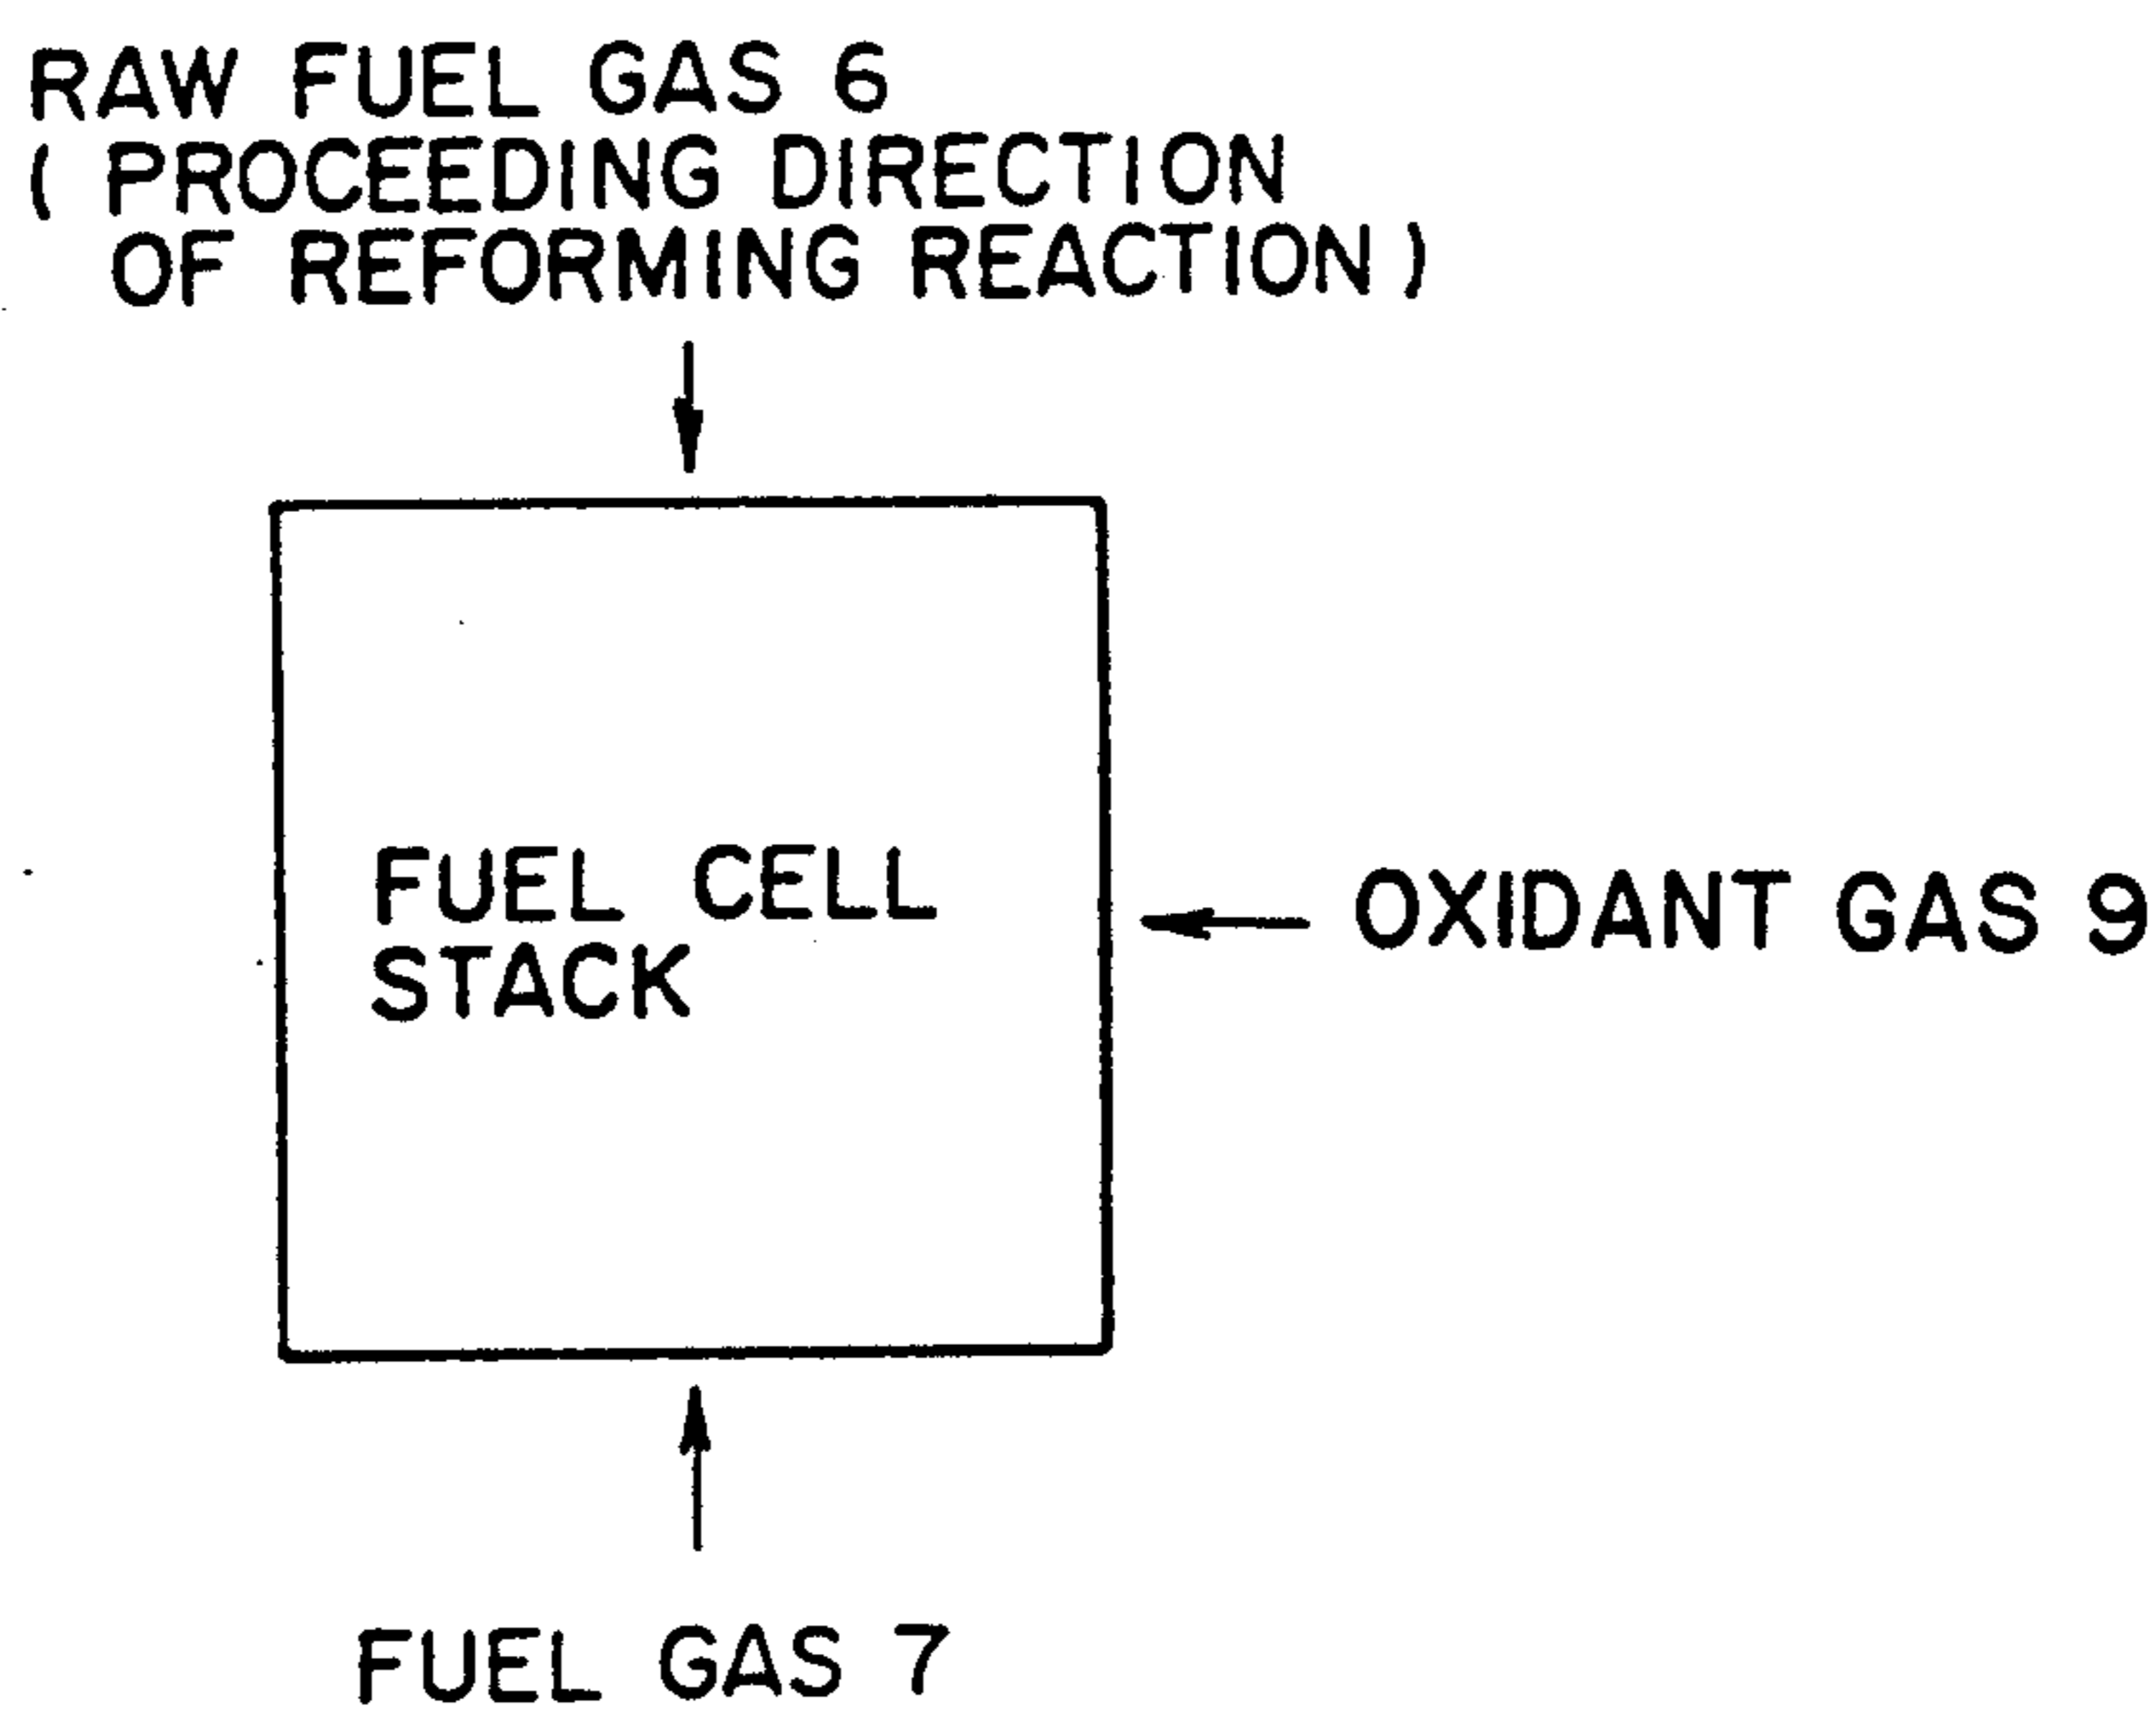 RAW FUEL GAS 6
( PROCEEDING DIRECTION
OF REFORMING REACTION )
FUEL CELL
STACK
OXIDANT GAS 9
FUEL GAS 7